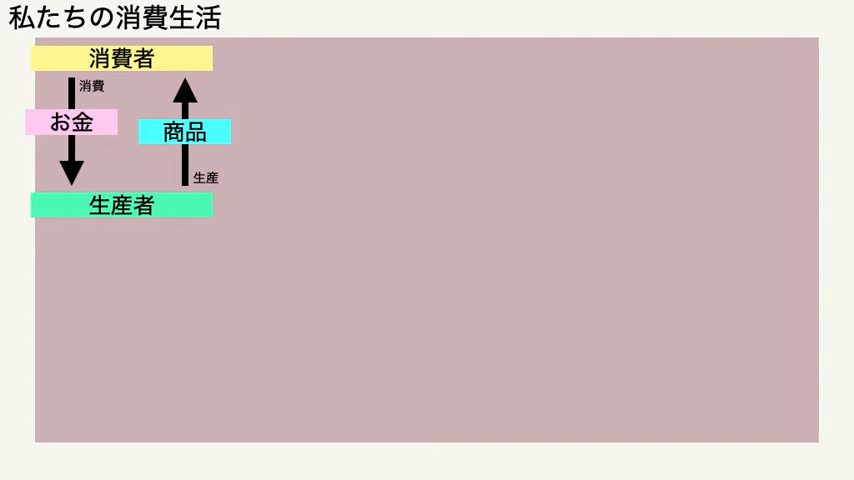 私たちの消費生活
消費者
消費
お金
商品
生産
生産者